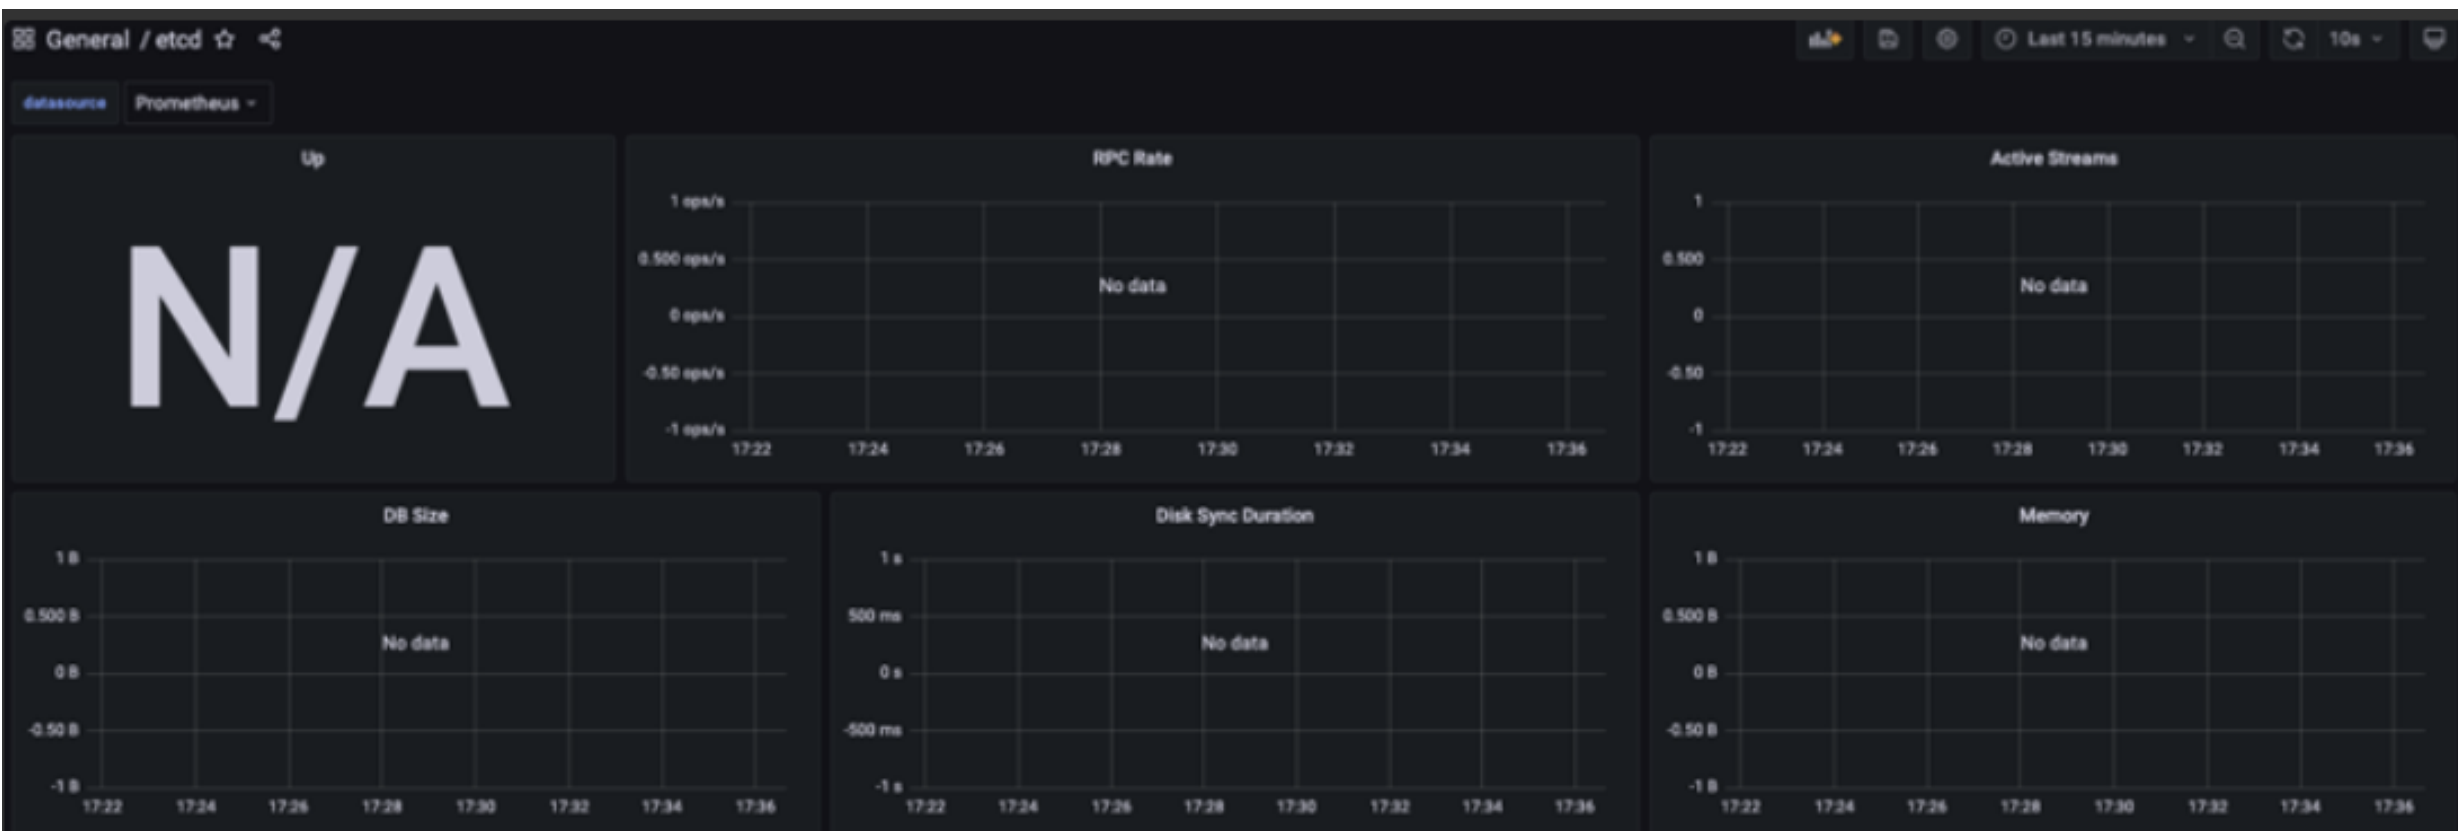 General / etcd
Last 15 minutes
10s
datasource
Prometheus
Up
N/A
RPC Rate
1 ops/s
0.500 ops/s
0 ops/s
-0.50 ops/s
-1 ops/s
No data
17:22 17:24 17:26 17:28 17:30 17:32 17:34 17:36
Active Streams
1
0.500
0
-0.50
-1
No data
17:22 17:24 17:26 17:28 17:30 17:32 17:34 17:36
DB Size
1 B
0.500 B
0 B
-0.50 B
-1 B
No data
17:22 17:24 17:26 17:28 17:30 17:32 17:34 17:36
Disk Sync Duration
1 s
500 ms
0 s
-500 ms
-1 s
No data
17:22 17:24 17:26 17:28 17:30 17:32 17:34 17:36
Memory
1 B
0.500 B
0 B
-0.50 B
-1 B
No data
17:22 17:24 17:26 17:28 17:30 17:32 17:34 17:36